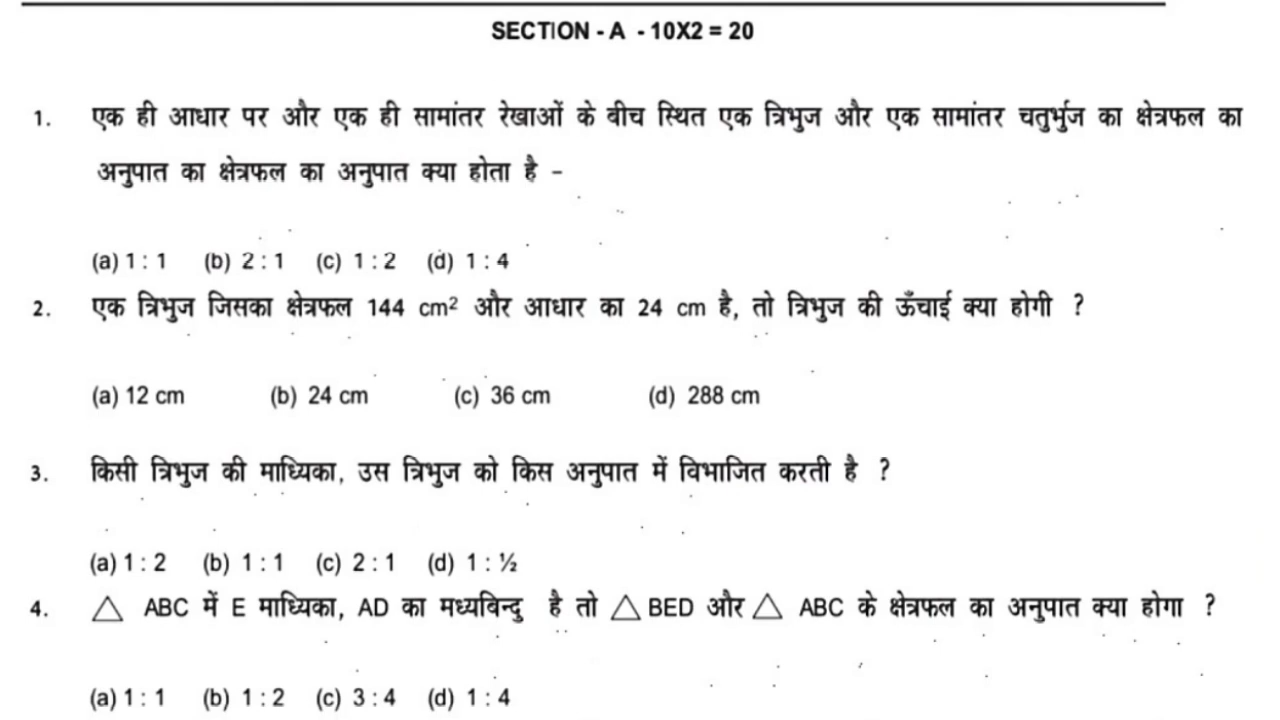 SECTION - A - 10X2 = 20
1. एक ही आधार पर और एक ही सामांतर रेखाओं के बीच स्थित एक त्रिभुज और एक सामांतर चतुर्भुज का क्षेत्रफल का
अनुपात का क्षेत्रफल का अनुपात क्या होता है -
(a) 1 : 1 (b) 2 : 1 (c) 1 : 2 (d) 1 : 4
2. एक त्रिभुज जिसका क्षेत्रफल 144 cm² और आधार का 24 cm है, तो त्रिभुज की ऊँचाई क्या होगी ?
(a) 12 cm (b) 24 cm (c) 36 cm (d) 288 cm
3. किसी त्रिभुज की माध्यिका, उस त्रिभुज को किस अनुपात में विभाजित करती है ?
(a) 1 : 2 (b) 1 : 1 (c) 2 : 1 (d) 1 : ½
4. △ ABC में E माध्यिका, AD का मध्यबिन्दु है तो △ BED और △ ABC के क्षेत्रफल का अनुपात क्या होगा ?
(a) 1 : 1 (b) 1 : 2 (c) 3 : 4 (d) 1 : 4